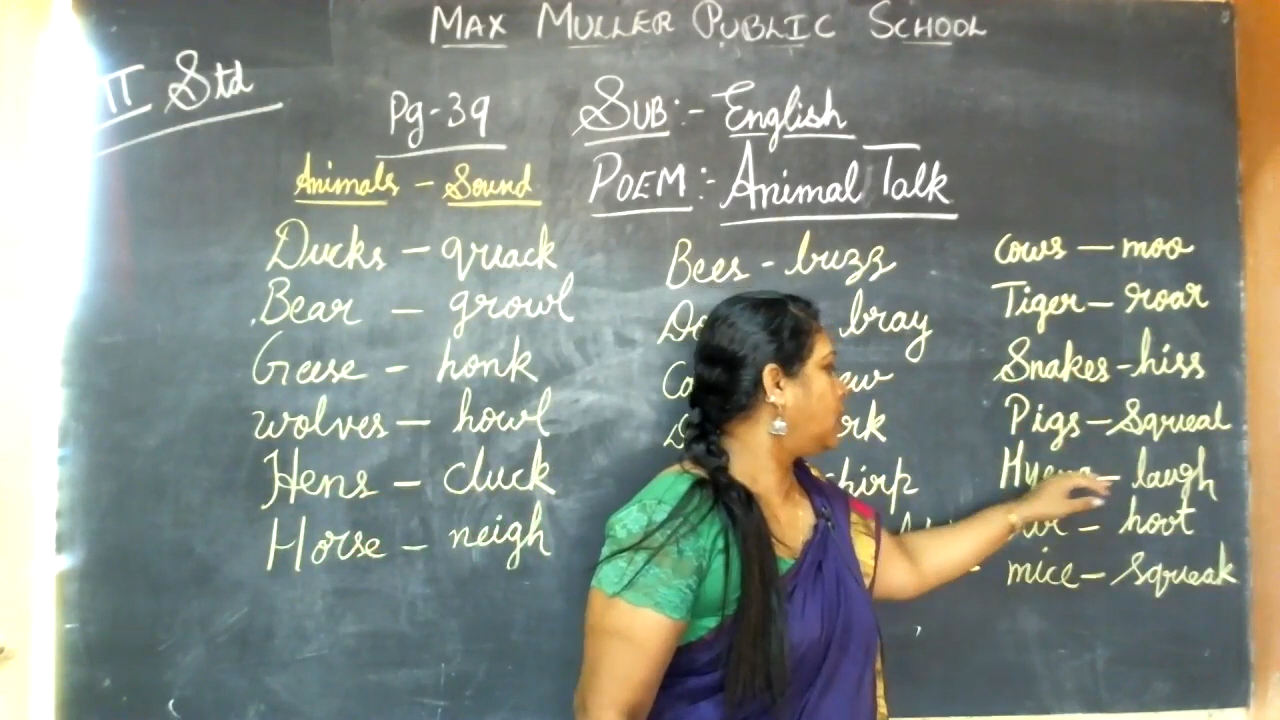 MAX MULLER PUBLIC SCHOOL
II Std
Pg-39
SUB:- English
POEM:- Animal Talk
Animals - Sound
Ducks - quack
Bear - growl
Geese - honk
wolves - howl
Hens - cluck
Horse - neigh
Bees - buzz
bray
chirp
cows - moo
Tiger - roar
Snakes - hiss
Pigs - Squeal
- laugh
- hoot
mice - Squeak